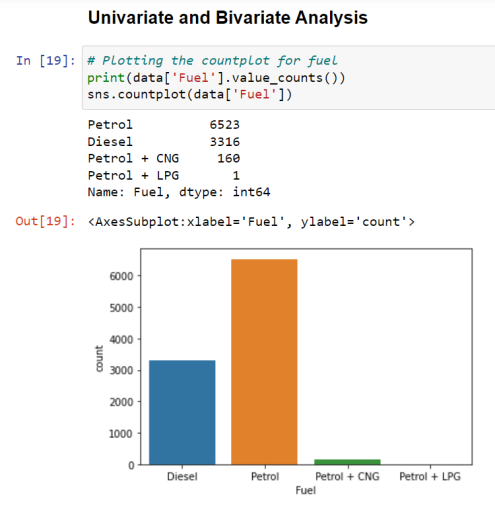 Univariate and Bivariate Analysis
In [19]: # Plotting the countplot for fuel
print(data['Fuel'].value_counts())
sns.countplot(data['Fuel'])
Petrol 6523
Diesel 3316
Petrol + CNG 160
Petrol + LPG 1
Name: Fuel, dtype: int64
Out[19]: <AxesSubplot:xlabel='Fuel', ylabel='count'>
6000
5000
4000
3000
2000
1000
0
count
Diesel Petrol Petrol + CNG Petrol + LPG
Fuel